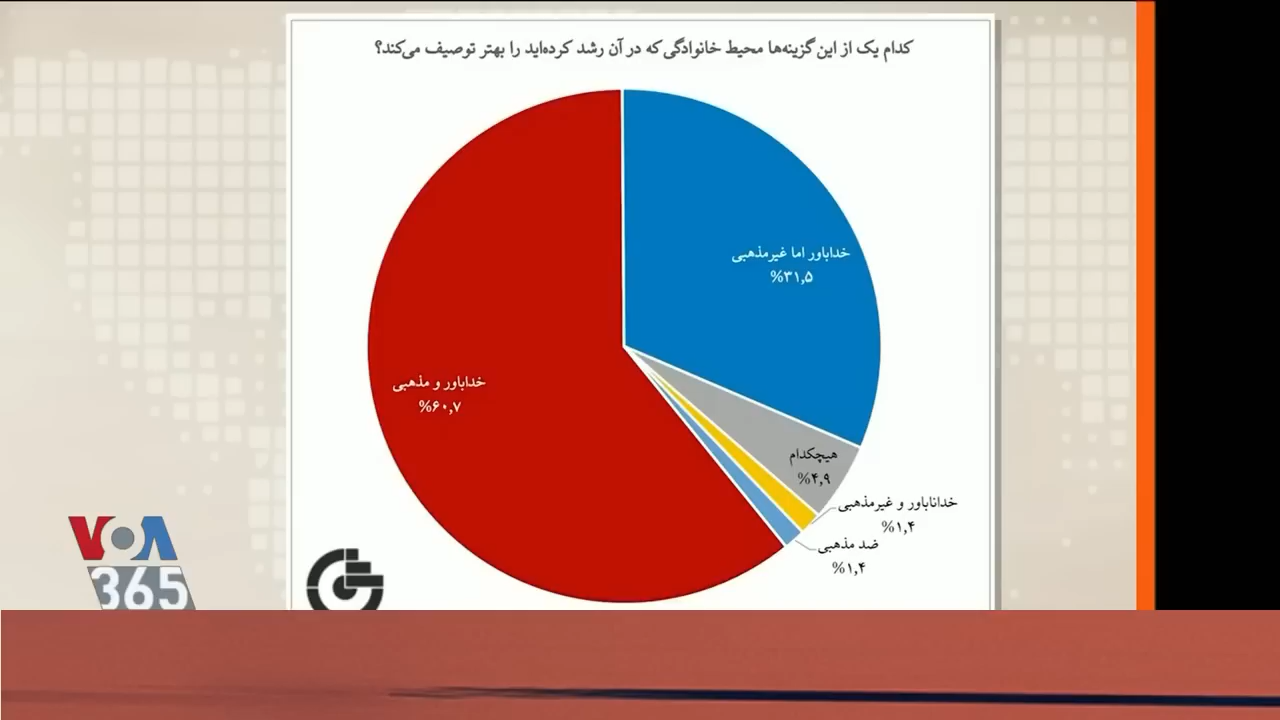 کدام یک از این گزینه‌ها محیط خانوادگی که در آن رشد کرده‌اید را بهتر توصیف می‌کند؟
خداباور اما غیرمذهبی
%۳۱,۵
خداباور و مذهبی
%۶۰,۷
هیچکدام
%۴,۹
خداناباور و غیرمذهبی
%۱,۴
ضد مذهبی
%۱,۴
VOA
365